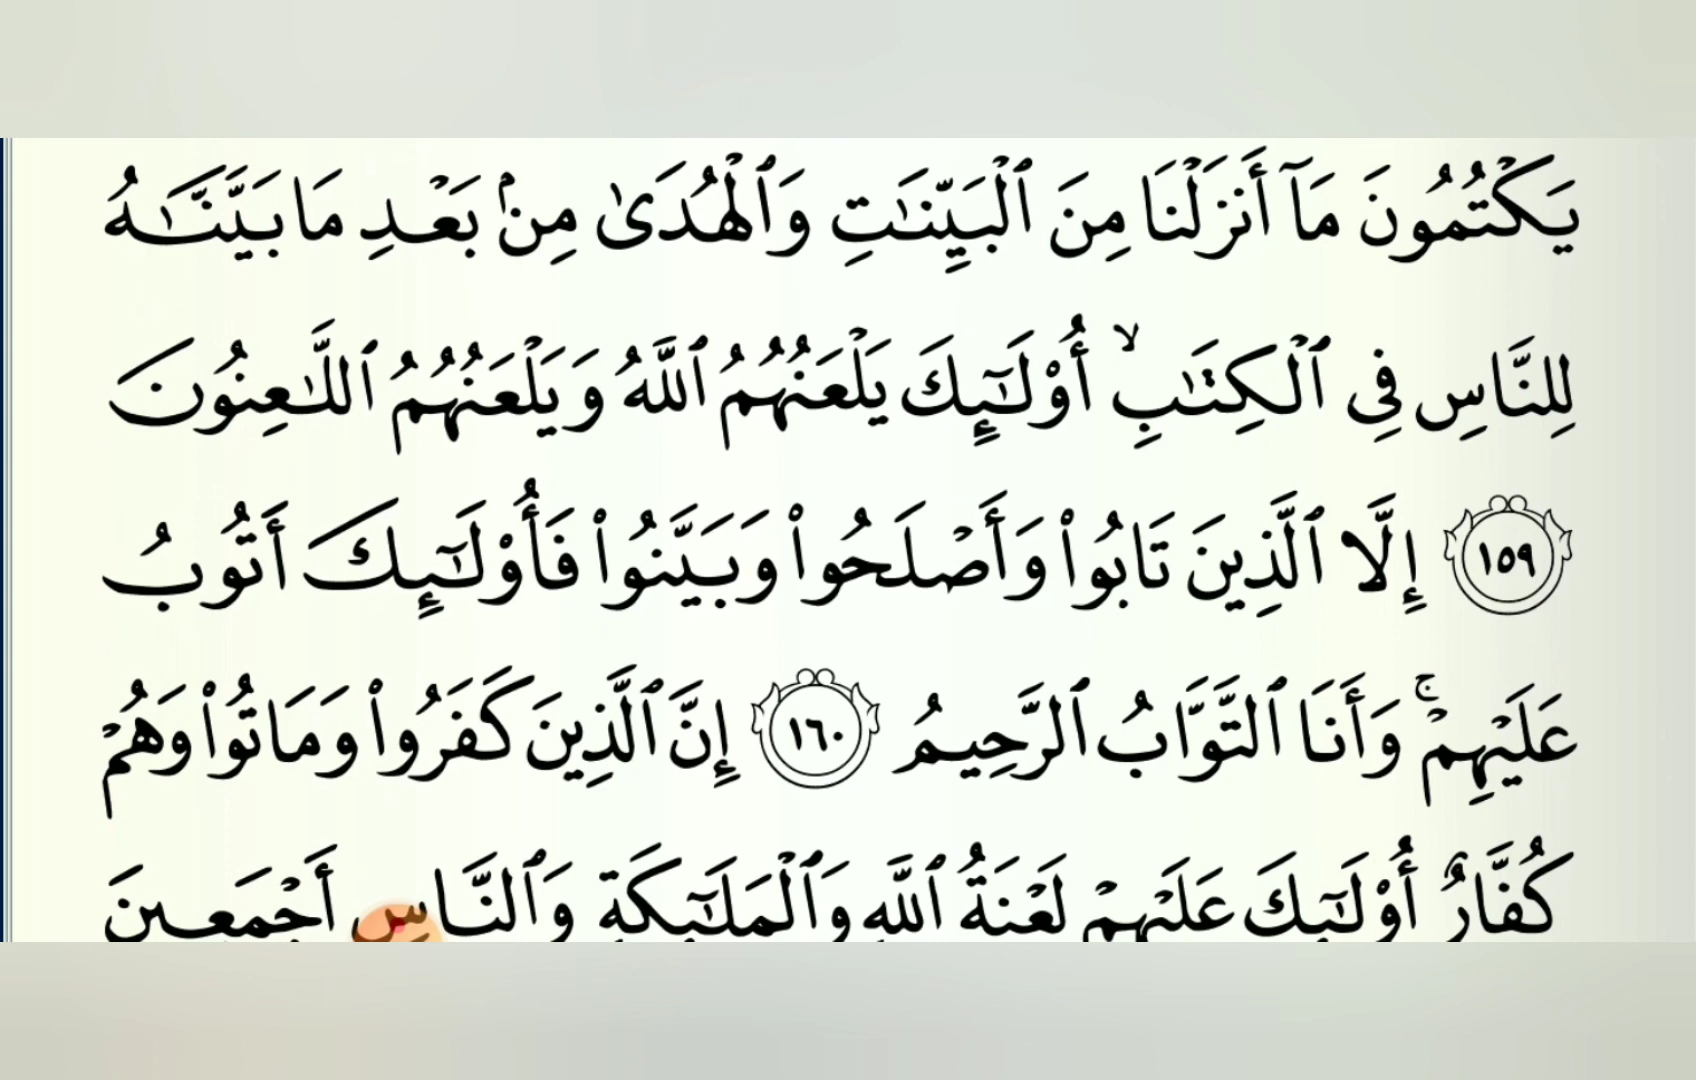 يَكْتُمُونَ مَآ أَنزَلْنَا مِنَ ٱلْبَيِّنَٰتِ وَٱلْهُدَىٰ مِنۢ بَعْدِ مَا بَيَّنَّٰهُ
لِلنَّاسِ فِى ٱلْكِتَٰبِ ۙ أُو۟لَٰٓئِكَ يَلْعَنُهُمُ ٱللَّهُ وَيَلْعَنُهُمُ ٱللَّٰعِنُونَ
١٥٩ إِلَّا ٱلَّذِينَ تَابُوا۟ وَأَصْلَحُوا۟ وَبَيَّنُوا۟ فَأُو۟لَٰٓئِكَ أَتُوبُ
عَلَيْهِمْ ۚ وَأَنَا ٱلتَّوَّابُ ٱلرَّحِيمُ ١٦٠ إِنَّ ٱلَّذِينَ كَفَرُوا۟ وَمَاتُوا۟ وَهُمْ
كُفَّارٌ أُو۟لَٰٓئِكَ عَلَيْهِمْ لَعْنَةُ ٱللَّهِ وَٱلْمَلَٰٓئِكَةِ وَٱلنَّاسِ أَجْمَعِينَ